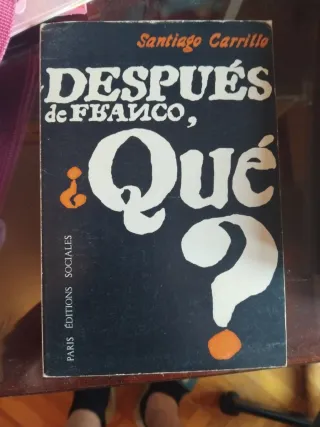 Santiago Carrillo
DESPUÉS
de FRANCO,
¿Qué
?
PARIS ÉDITIONS SOCIALES